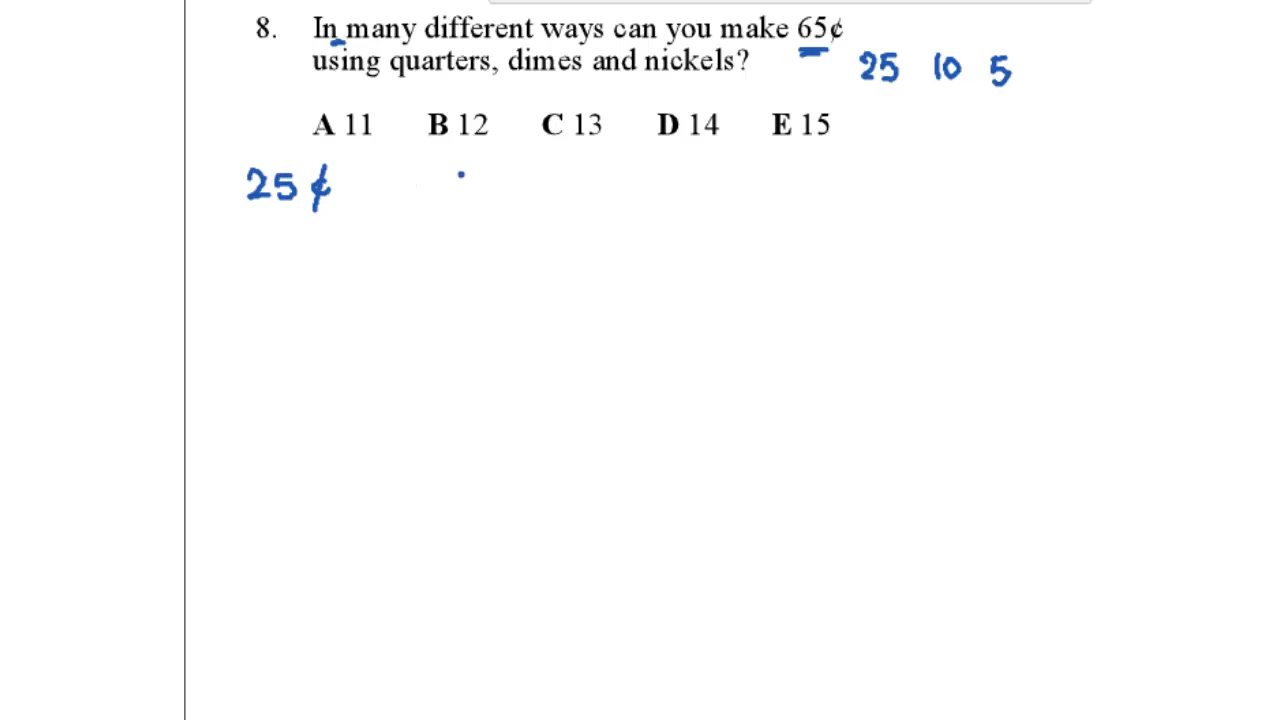 8. In many different ways can you make 65¢
using quarters, dimes and nickels? 25 10 5
A 11 B 12 C 13 D 14 E 15
25 ¢